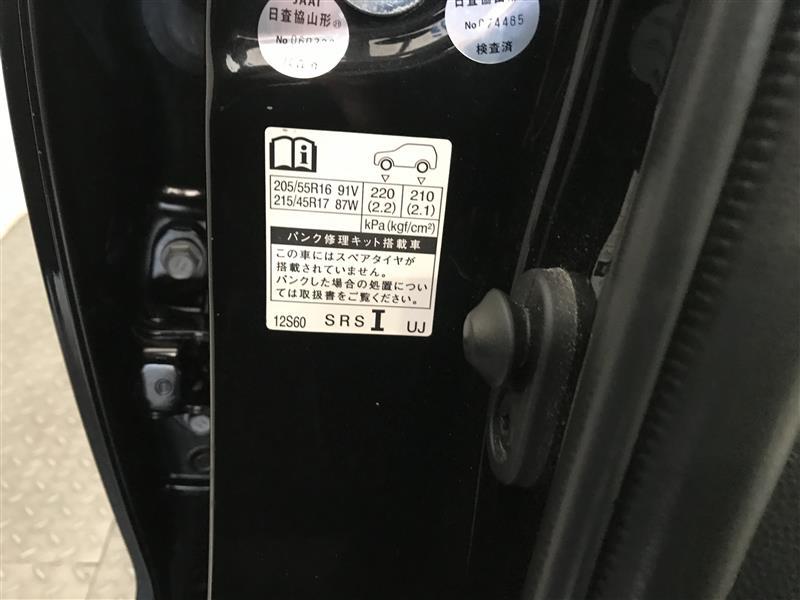 JAAI
日査協山形
No
日査協山形
検査済
205/55R16 91V 220 210
215/45R17 87W (2.2) (2.1)
kPa(kgf/cm²)
パンク修理キット搭載車
この車にはスペアタイヤが
搭載されていません。
パンクした場合の処置につい
ては取扱書をご覧ください。
12S60 SRS I UJ